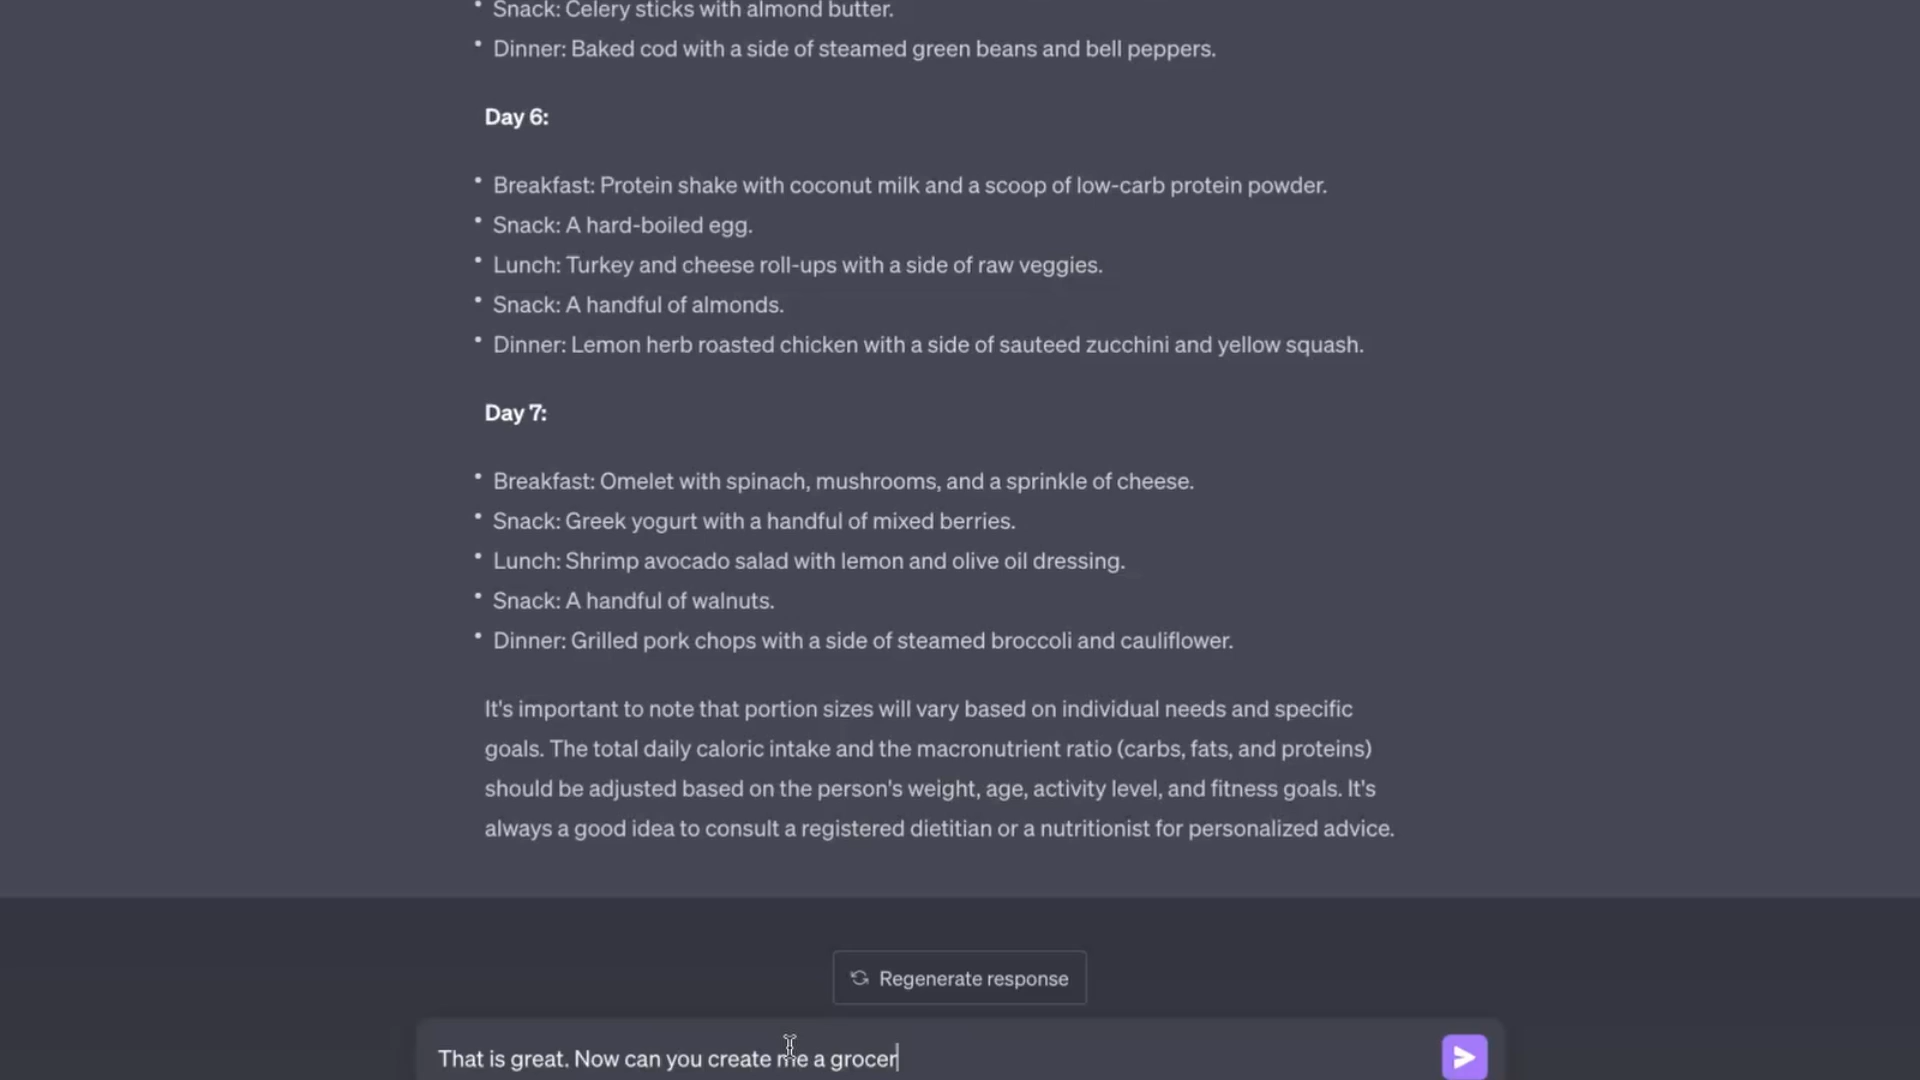 • Snack: Celery sticks with almond butter.
• Dinner: Baked cod with a side of steamed green beans and bell peppers.
Day 6:
• Breakfast: Protein shake with coconut milk and a scoop of low-carb protein powder.
• Snack: A hard-boiled egg.
• Lunch: Turkey and cheese roll-ups with a side of raw veggies.
• Snack: A handful of almonds.
• Dinner: Lemon herb roasted chicken with a side of sauteed zucchini and yellow squash.
Day 7:
• Breakfast: Omelet with spinach, mushrooms, and a sprinkle of cheese.
• Snack: Greek yogurt with a handful of mixed berries.
• Lunch: Shrimp avocado salad with lemon and olive oil dressing.
• Snack: A handful of walnuts.
• Dinner: Grilled pork chops with a side of steamed broccoli and cauliflower.
It's important to note that portion sizes will vary based on individual needs and specific
goals. The total daily caloric intake and the macronutrient ratio (carbs, fats, and proteins)
should be adjusted based on the person's weight, age, activity level, and fitness goals. It's
always a good idea to consult a registered dietitian or a nutritionist for personalized advice.
Regenerate response
That is great. Now can you create me a grocer